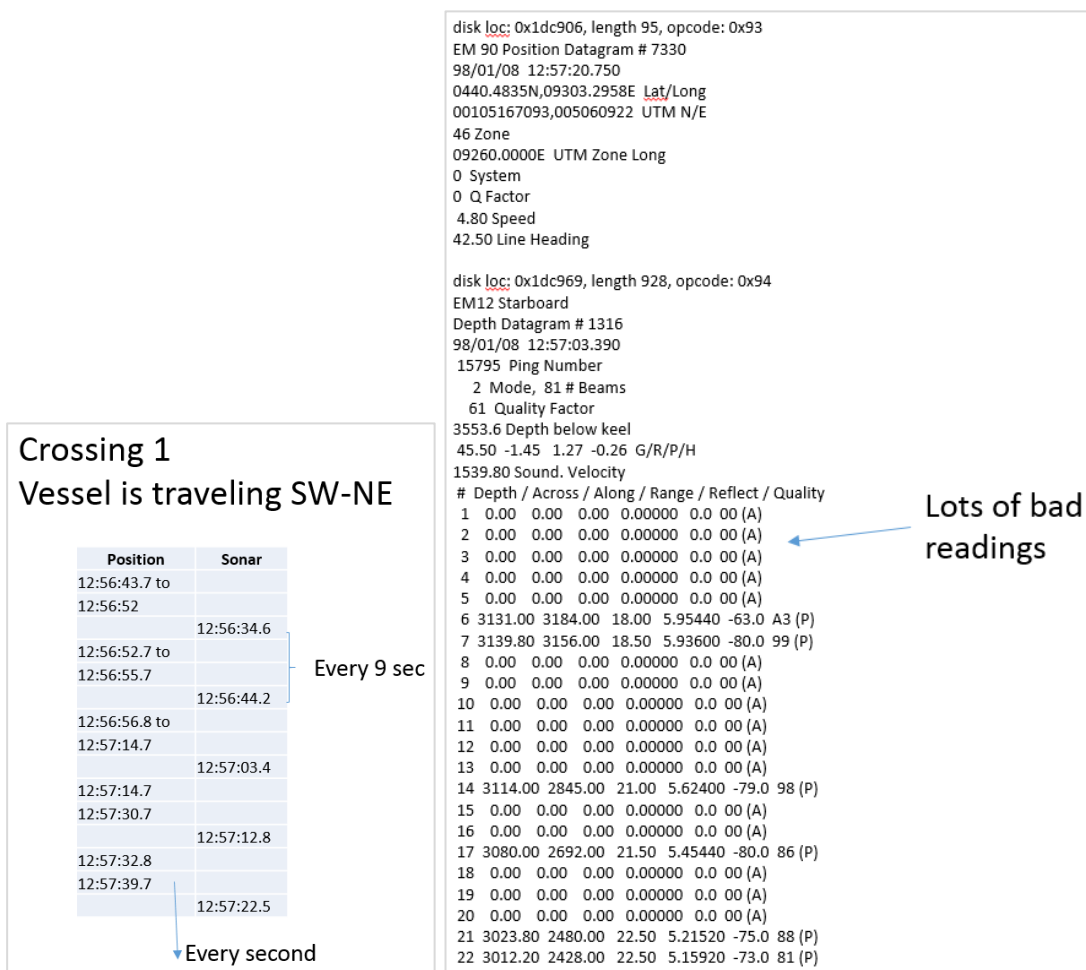 disk loc: 0x1dc906, length 95, opcode: 0x93
EM 90 Position Datagram # 7330
98/01/08 12:57:20.750
0440.4835N,09303.2958E Lat/Long
00105167093,005060922 UTM N/E
46 Zone
09260.0000E UTM Zone Long
0 System
0 Q Factor
4.80 Speed
42.50 Line Heading
disk loc: 0x1dc969, length 928, opcode: 0x94
EM12 Starboard
Depth Datagram # 1316
98/01/08 12:57:03.390
15795 Ping Number
2 Mode, 81 # Beams
61 Quality Factor
3553.6 Depth below keel
45.50 -1.45 1.27 -0.26 G/R/P/H
1539.80 Sound. Velocity
# Depth / Across / Along / Range / Reflect / Quality
1 0.00 0.00 0.00 0.00000 0.0 00 (A)
2 0.00 0.00 0.00 0.00000 0.0 00 (A)
3 0.00 0.00 0.00 0.00000 0.0 00 (A)
4 0.00 0.00 0.00 0.00000 0.0 00 (A)
5 0.00 0.00 0.00 0.00000 0.0 00 (A)
6 3131.00 3184.00 18.00 5.95440 -63.0 A3 (P)
7 3139.80 3156.00 18.50 5.93600 -80.0 99 (P)
8 0.00 0.00 0.00 0.00000 0.0 00 (A)
9 0.00 0.00 0.00 0.00000 0.0 00 (A)
10 0.00 0.00 0.00 0.00000 0.0 00 (A)
11 0.00 0.00 0.00 0.00000 0.0 00 (A)
12 0.00 0.00 0.00 0.00000 0.0 00 (A)
13 0.00 0.00 0.00 0.00000 0.0 00 (A)
14 3114.00 2845.00 21.00 5.62400 -79.0 98 (P)
15 0.00 0.00 0.00 0.00000 0.0 00 (A)
16 0.00 0.00 0.00 0.00000 0.0 00 (A)
17 3080.00 2692.00 21.50 5.45440 -80.0 86 (P)
18 0.00 0.00 0.00 0.00000 0.0 00 (A)
19 0.00 0.00 0.00 0.00000 0.0 00 (A)
20 0.00 0.00 0.00 0.00000 0.0 00 (A)
21 3023.80 2480.00 22.50 5.21520 -75.0 88 (P)
22 3012.20 2428.00 22.50 5.15920 -73.0 81 (P)
Lots of bad
readings
Crossing 1
Vessel is traveling SW-NE
Position Sonar
12:56:43.7 to
12:56:52
12:56:34.6
12:56:52.7 to
12:56:55.7
12:56:44.2
12:56:56.8 to
12:57:14.7
12:57:03.4
12:57:14.7
12:57:30.7
12:57:12.8
12:57:32.8
12:57:39.7
12:57:22.5
Every 9 sec
Every second